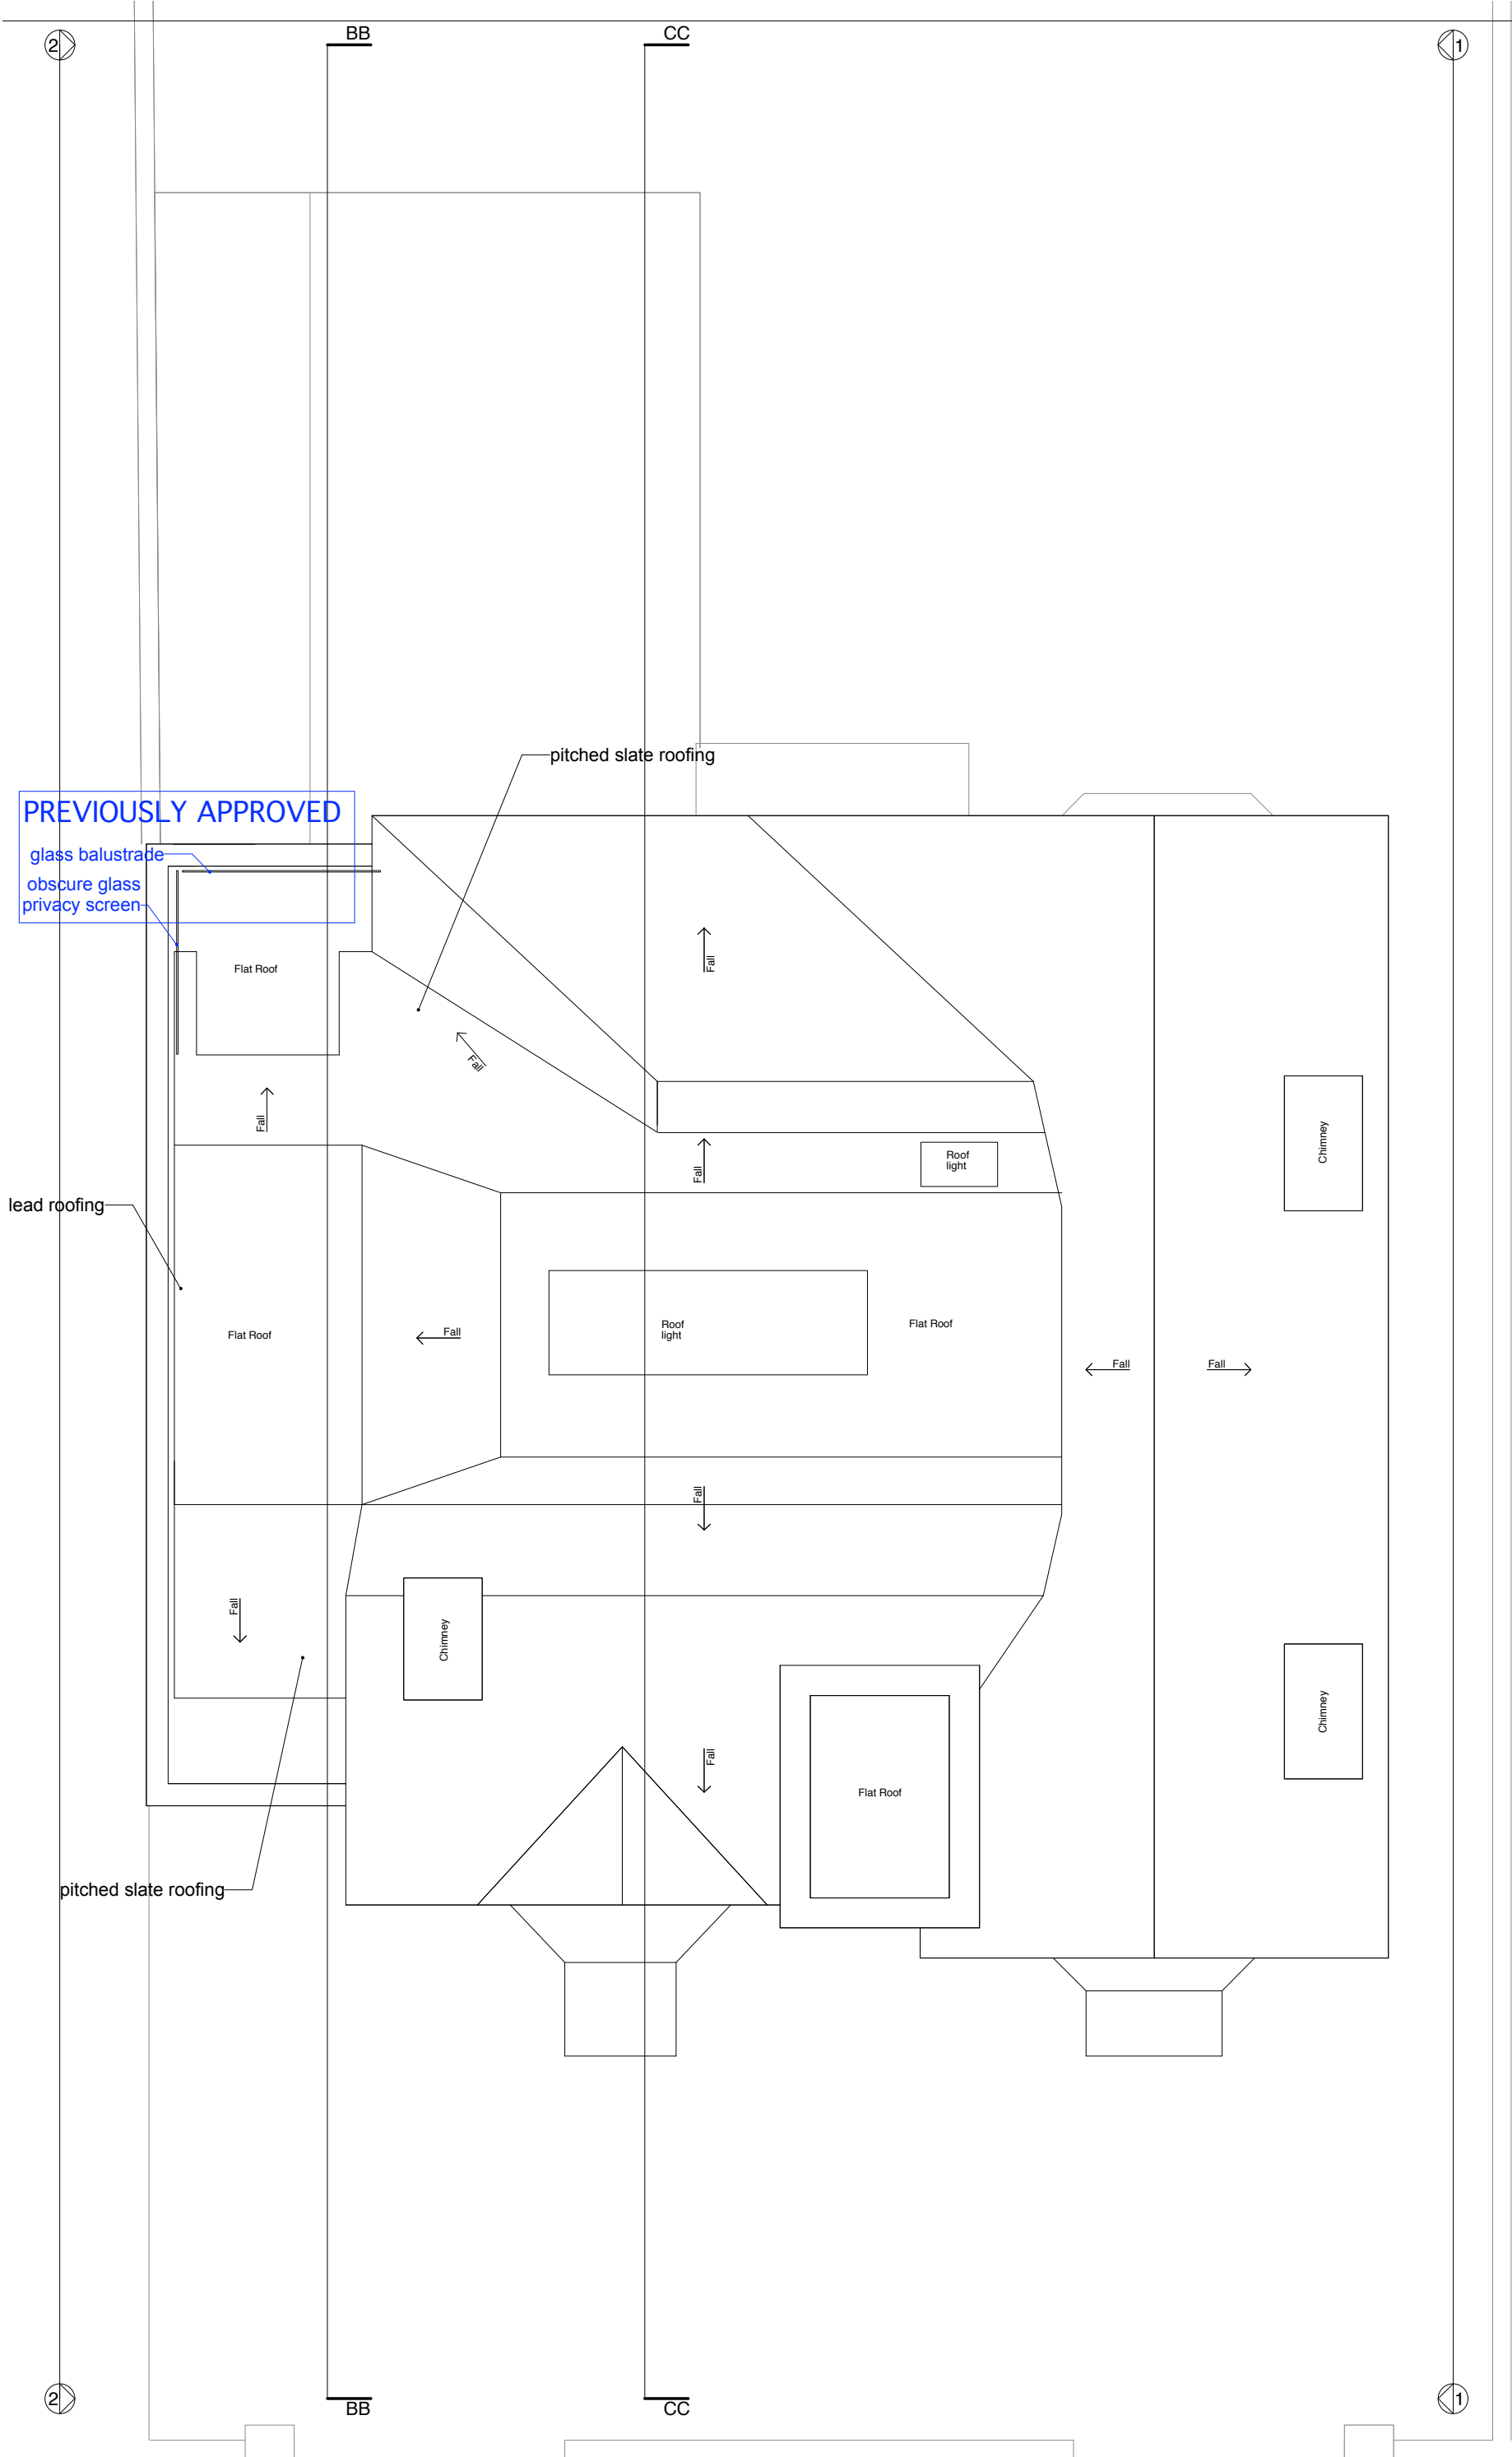 BB
CC
2
1
pitched slate roofing
PREVIOUSLY APPROVED
glass balustrade
obscure glass
privacy screen
Flat Roof
Fall
Fall
Fall
Fall
Roof
light
Chimney
lead roofing
Flat Roof
Fall
Roof
light
Flat Roof
Fall
Fall
Fall
Fall
Chimney
Chimney
Fall
Flat Roof
pitched slate roofing
2
1
BB
CC